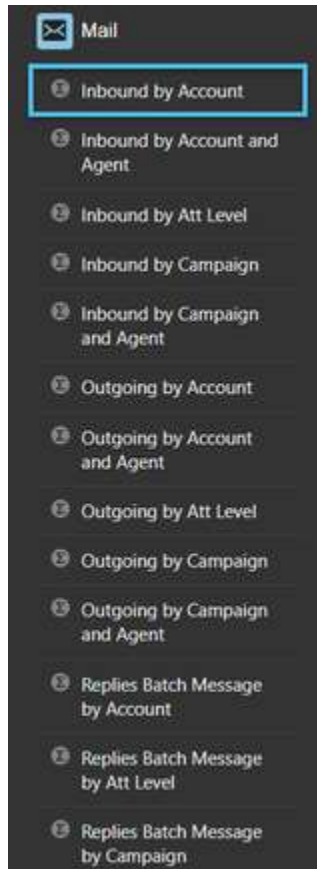 Mail
Inbound by Account
Inbound by Account and
Agent
Inbound by Att Level
Inbound by Campaign
Inbound by Campaign
and Agent
Outgoing by Account
Outgoing by Account
and Agent
Outgoing by Att Level
Outgoing by Campaign
Outgoing by Campaign
and Agent
Replies Batch Message
by Account
Replies Batch Message
by Att Level
Replies Batch Message
by Campaign